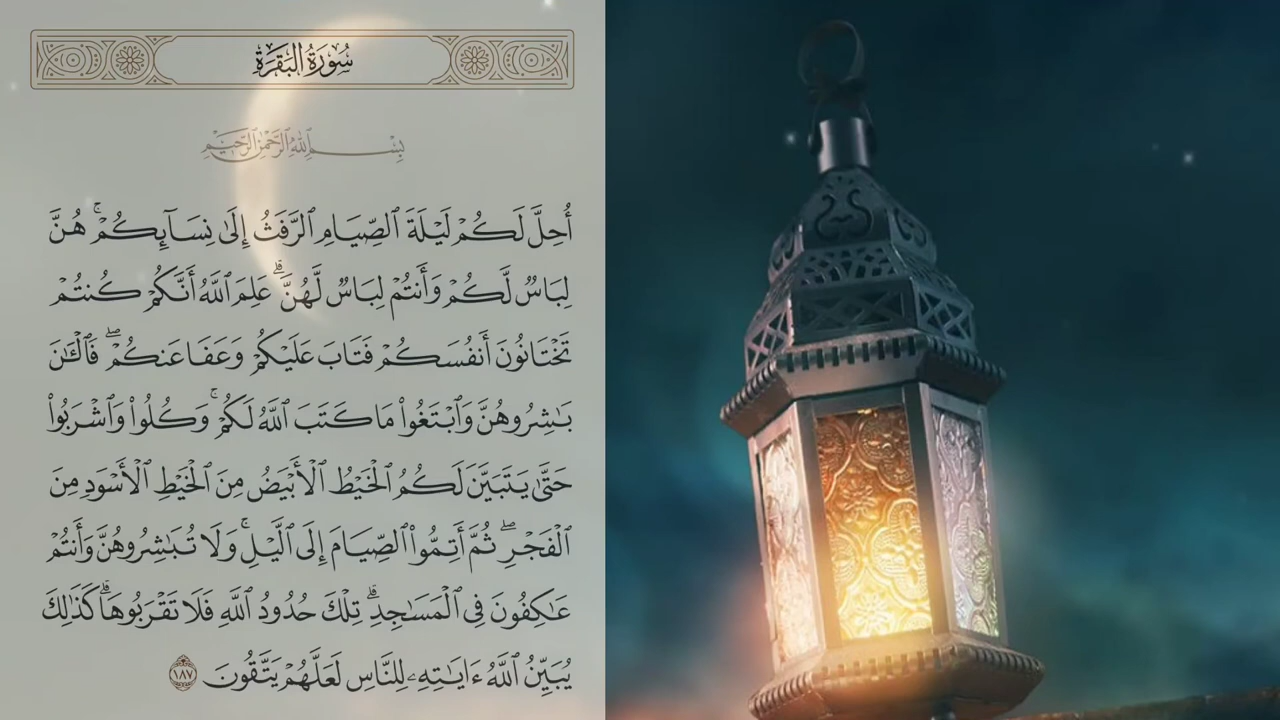 سُورَةُ البَقَرَةِ
بِسْمِ ٱللَّهِ ٱلرَّحْمَٰنِ ٱلرَّحِيمِ
أُحِلَّ لَكُمْ لَيْلَةَ ٱلصِّيَامِ ٱلرَّفَثُ إِلَىٰ نِسَآئِكُمْ ۚ هُنَّ
لِبَاسٌ لَّكُمْ وَأَنتُمْ لِبَاسٌ لَّهُنَّ ۗ عَلِمَ ٱللَّهُ أَنَّكُمْ كُنتُمْ
تَخْتَانُونَ أَنفُسَكُمْ فَتَابَ عَلَيْكُمْ وَعَفَا عَنكُمْ ۖ فَٱلْـَٰٔنَ
بَـٰشِرُوهُنَّ وَٱبْتَغُوا۟ مَا كَتَبَ ٱللَّهُ لَكُمْ ۚ وَكُلُوا۟ وَٱشْرَبُوا۟
حَتَّىٰ يَتَبَيَّنَ لَكُمُ ٱلْخَيْطُ ٱلْأَبْيَضُ مِنَ ٱلْخَيْطِ ٱلْأَسْوَدِ مِنَ
ٱلْفَجْرِ ۖ ثُمَّ أَتِمُّوا۟ ٱلصِّيَامَ إِلَى ٱلَّيْلِ ۚ وَلَا تُبَـٰشِرُوهُنَّ وَأَنتُمْ
عَـٰكِفُونَ فِى ٱلْمَسَـٰجِدِ ۗ تِلْكَ حُدُودُ ٱللَّهِ فَلَا تَقْرَبُوهَا ۗ كَذَٰلِكَ
يُبَيِّنُ ٱللَّهُ ءَايَـٰتِهِۦ لِلنَّاسِ لَعَلَّهُمْ يَتَّقُونَ ١٨٧